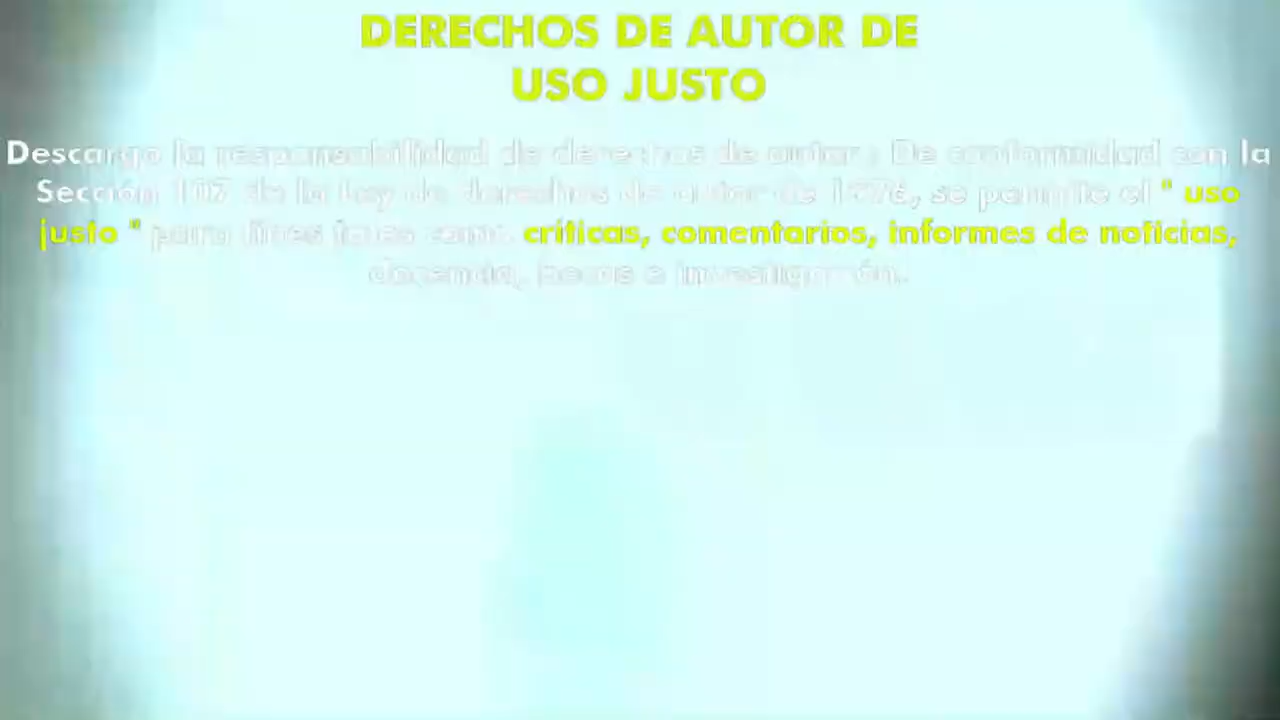 DERECHOS DE AUTOR DE
USO JUSTO
Descargo la responsabilidad de derechos de autor: De conformidad con la
Sección 107 de la Ley de derechos de autor de 1976, se permite el " uso
justo " para fines tales como críticas, comentarios, informes de noticias,
docencia, becas e investigación.